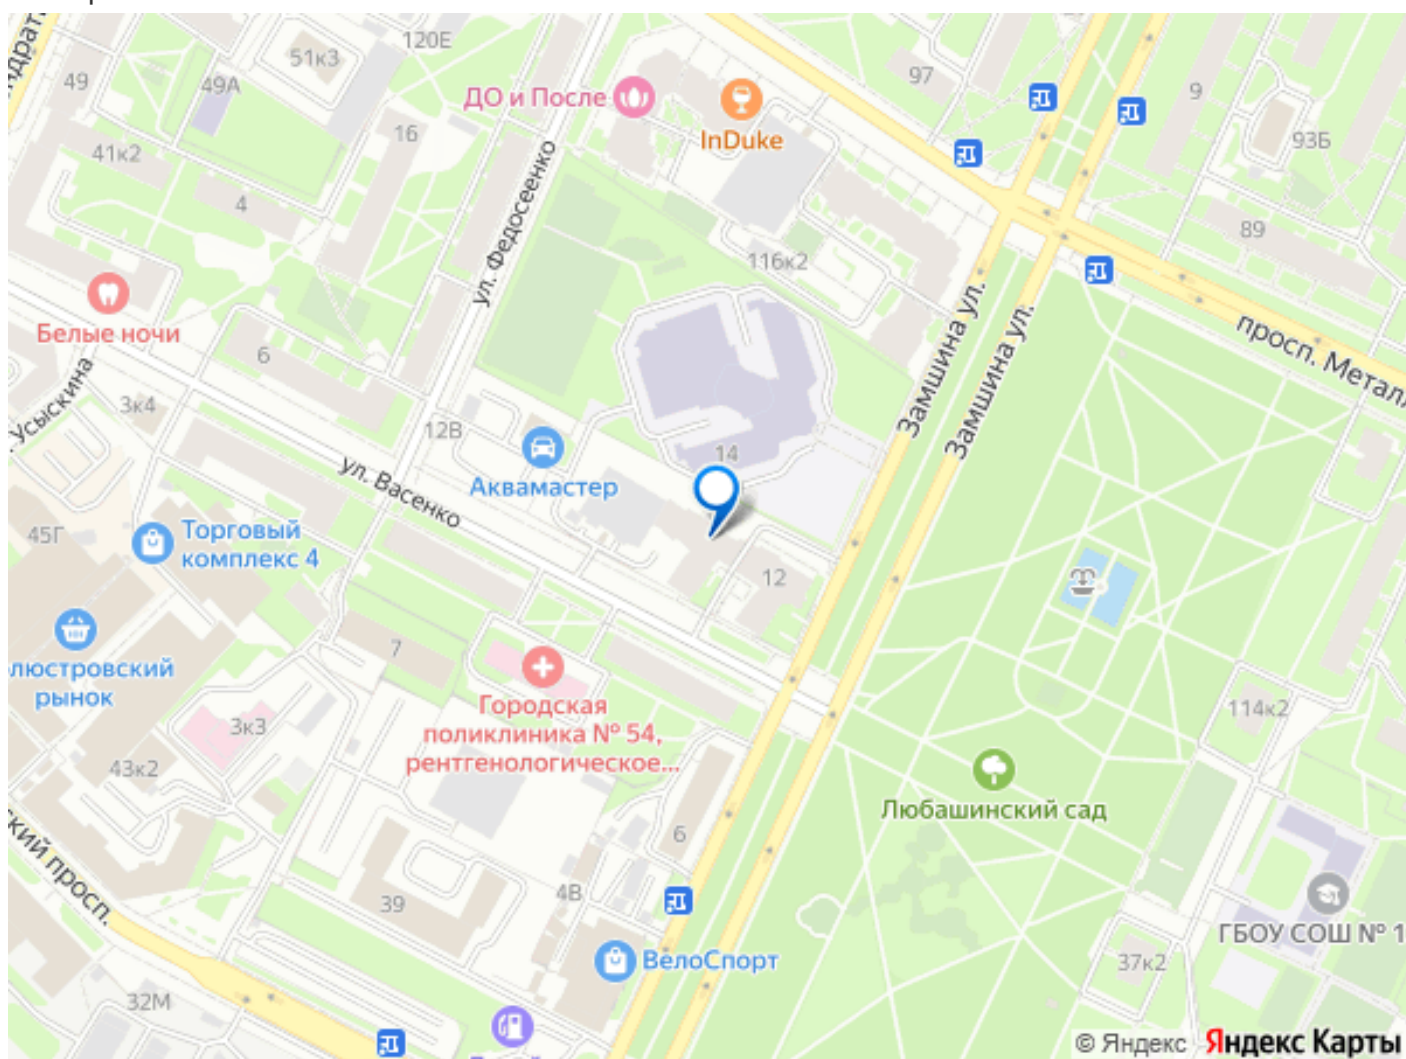 120Е
51к3
49
49А
ДО и После
InDuke
97
9
93Б
16
41к2
4
ул. Федосеенко
89
116к2
Белые ночи
6
Замшина ул.
Замшина ул.
просп. Металл
Усыскина
3к4
12В
14
ул. Васенко
Аквамастер
45Г
Торговый
комплекс 4
12
7
люстровский
рынок
Городская
поликлиника № 54,
рентгенологическое...
3к3
43к2
114к2
Любашинский сад
6
ский просп.
39
4В
ГБОУ СОШ № 1
ВелоСпорт
37к2
32М
© Яндекс Яндекс Карты